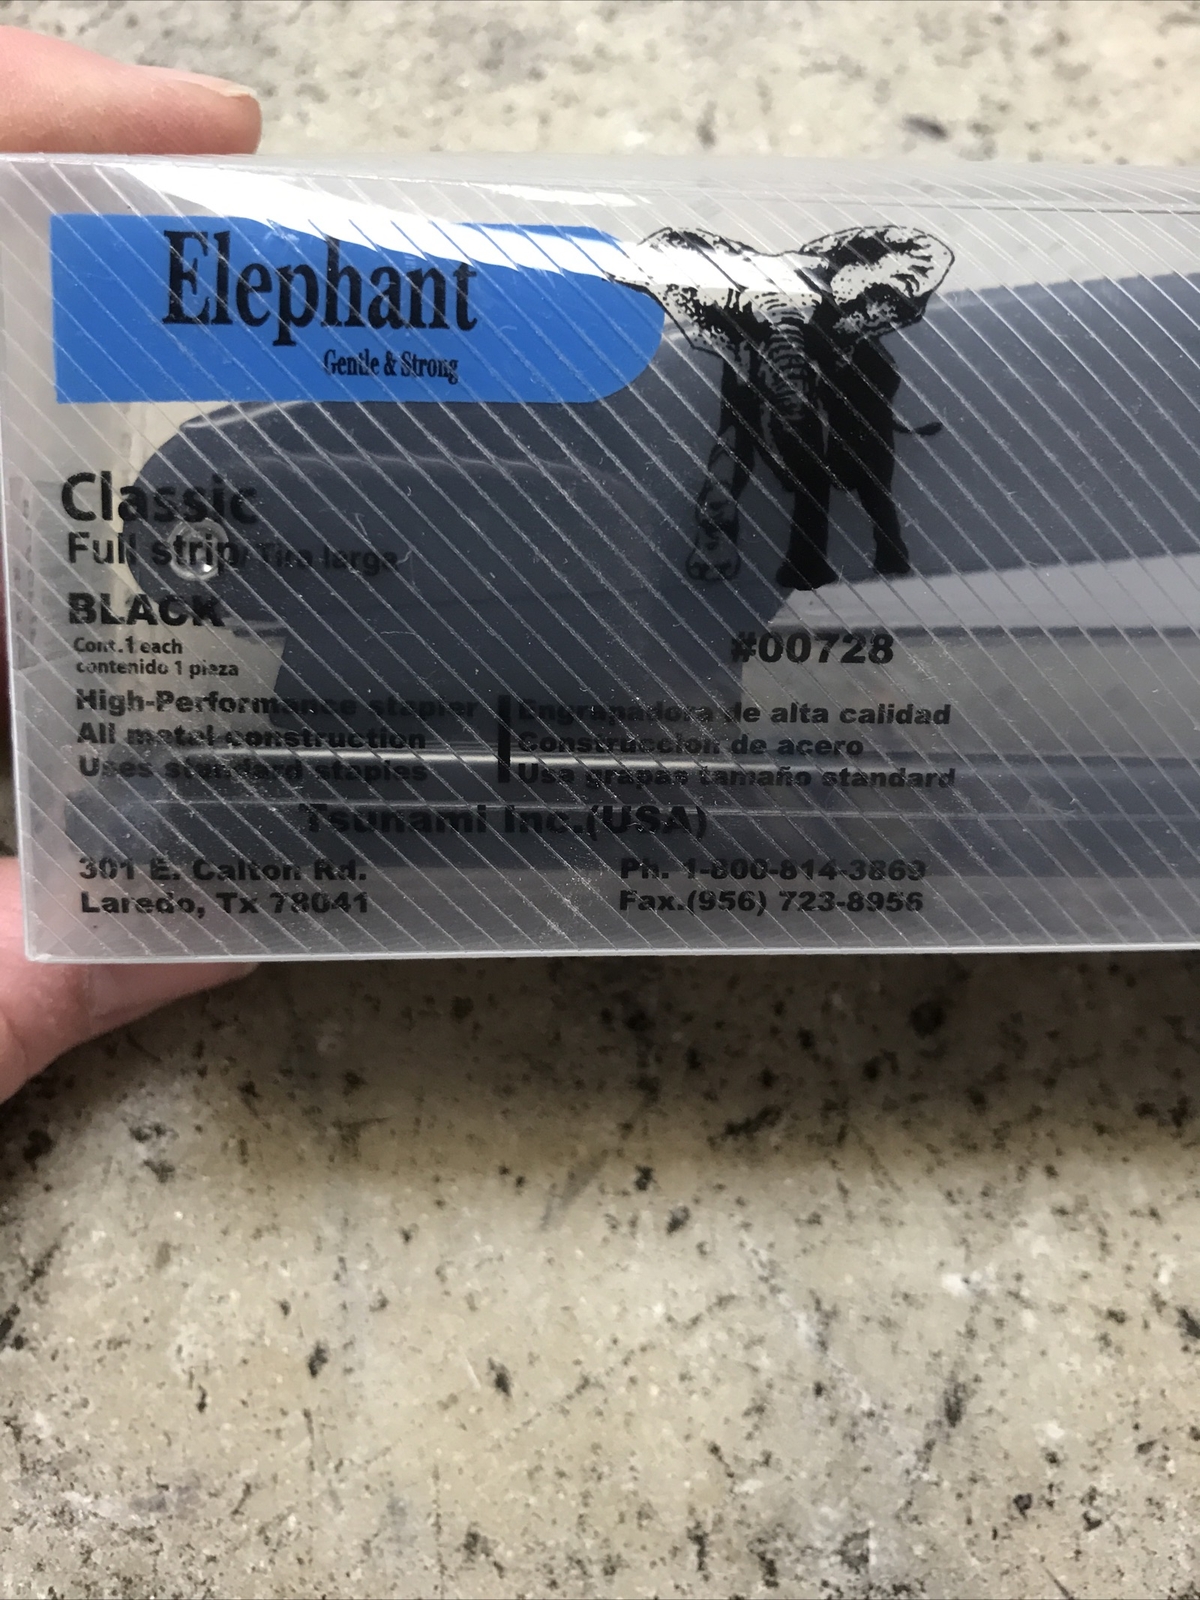 Elephant
Gentle & Strong
Classic
Full strip/Tira larga
BLACK
Cont.1 each
contenido 1 pieza
#00728
High-Performance stapler
All metal construction
Uses standard staples
Engrapadora de alta calidad
Construccion de acero
Usa grapas tamaño standard
Tsunami Inc.(USA)
301 E. Calton Rd.
Laredo, Tx 78041
Ph. 1-800-814-3869
Fax.(956) 723-8956